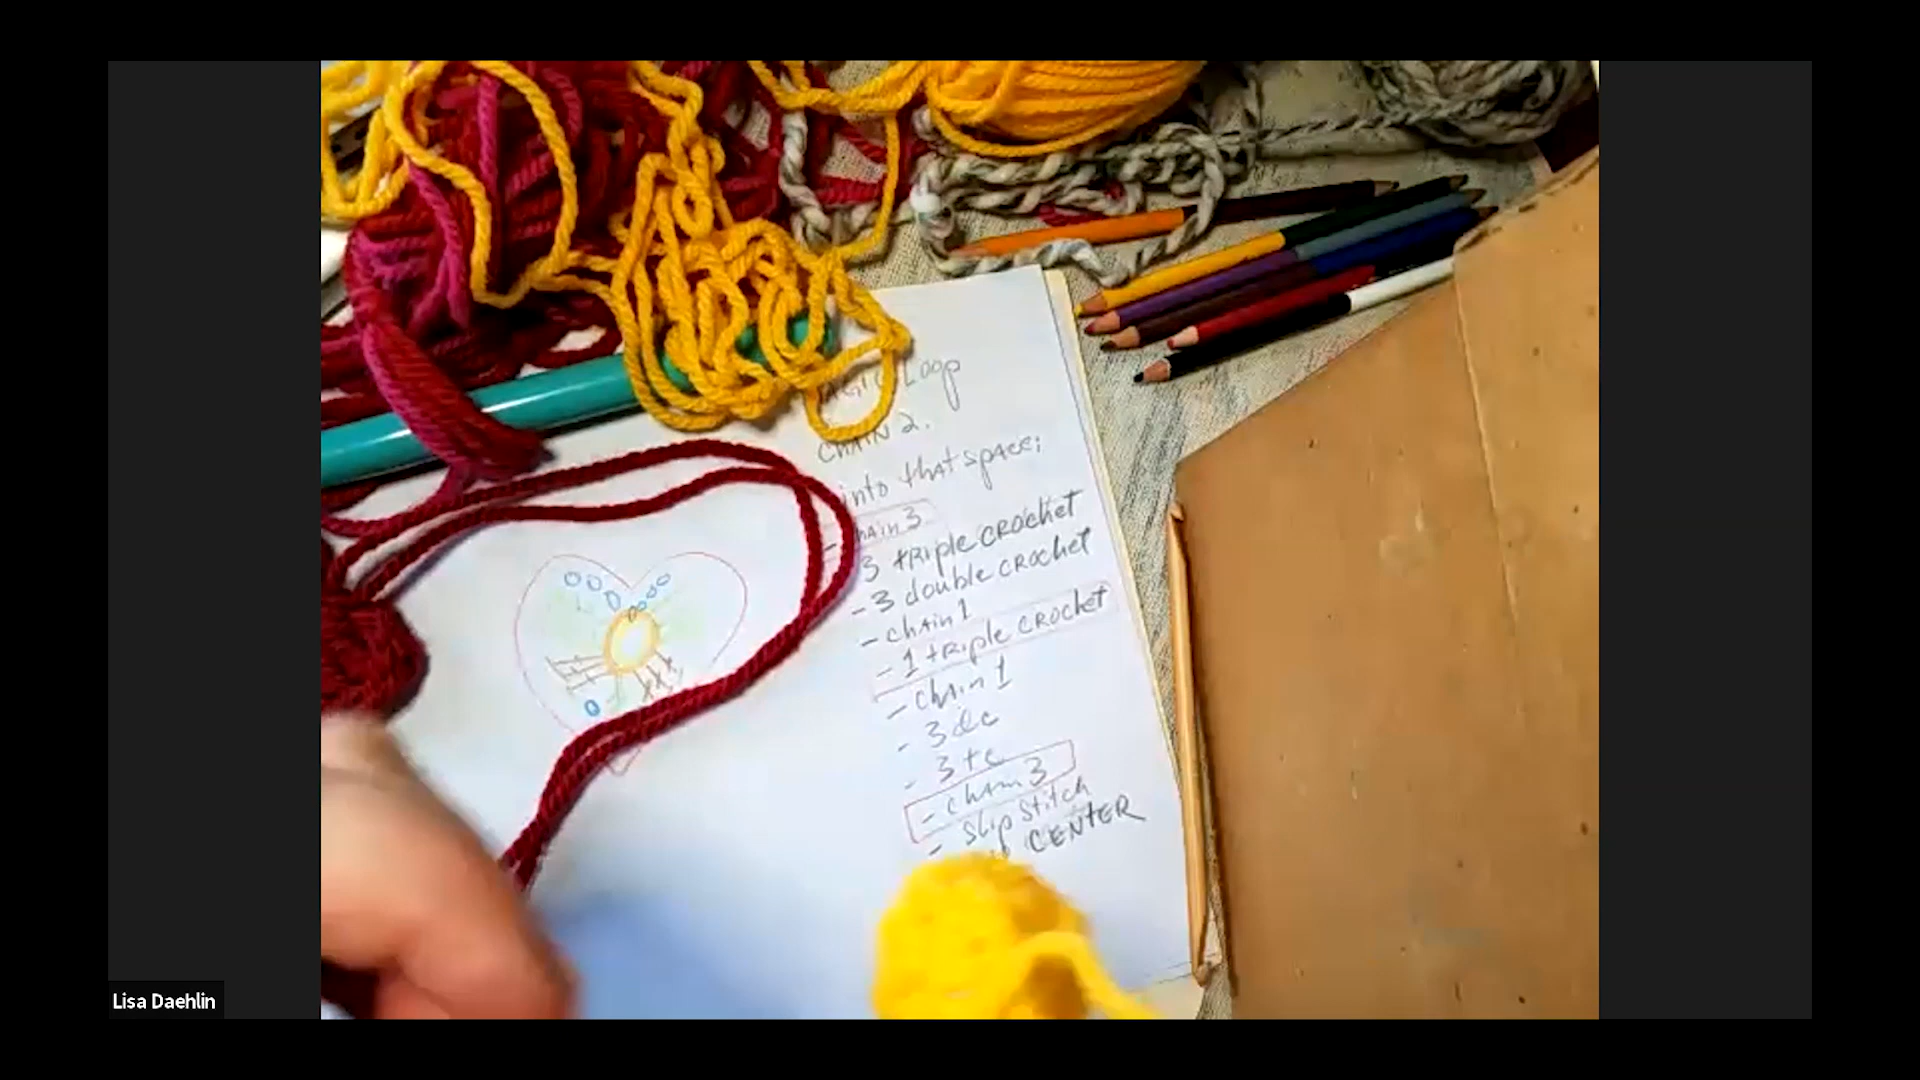 Loop
CHAIN 2.
into that space;
- chain 3
3 triple crochet
- 3 double crochet
- chain 1
- 1 triple crochet
- chain 1
- 3 dc
- 3 tc
- chain 3
- slip stitch
CENTER
Lisa Daehlin